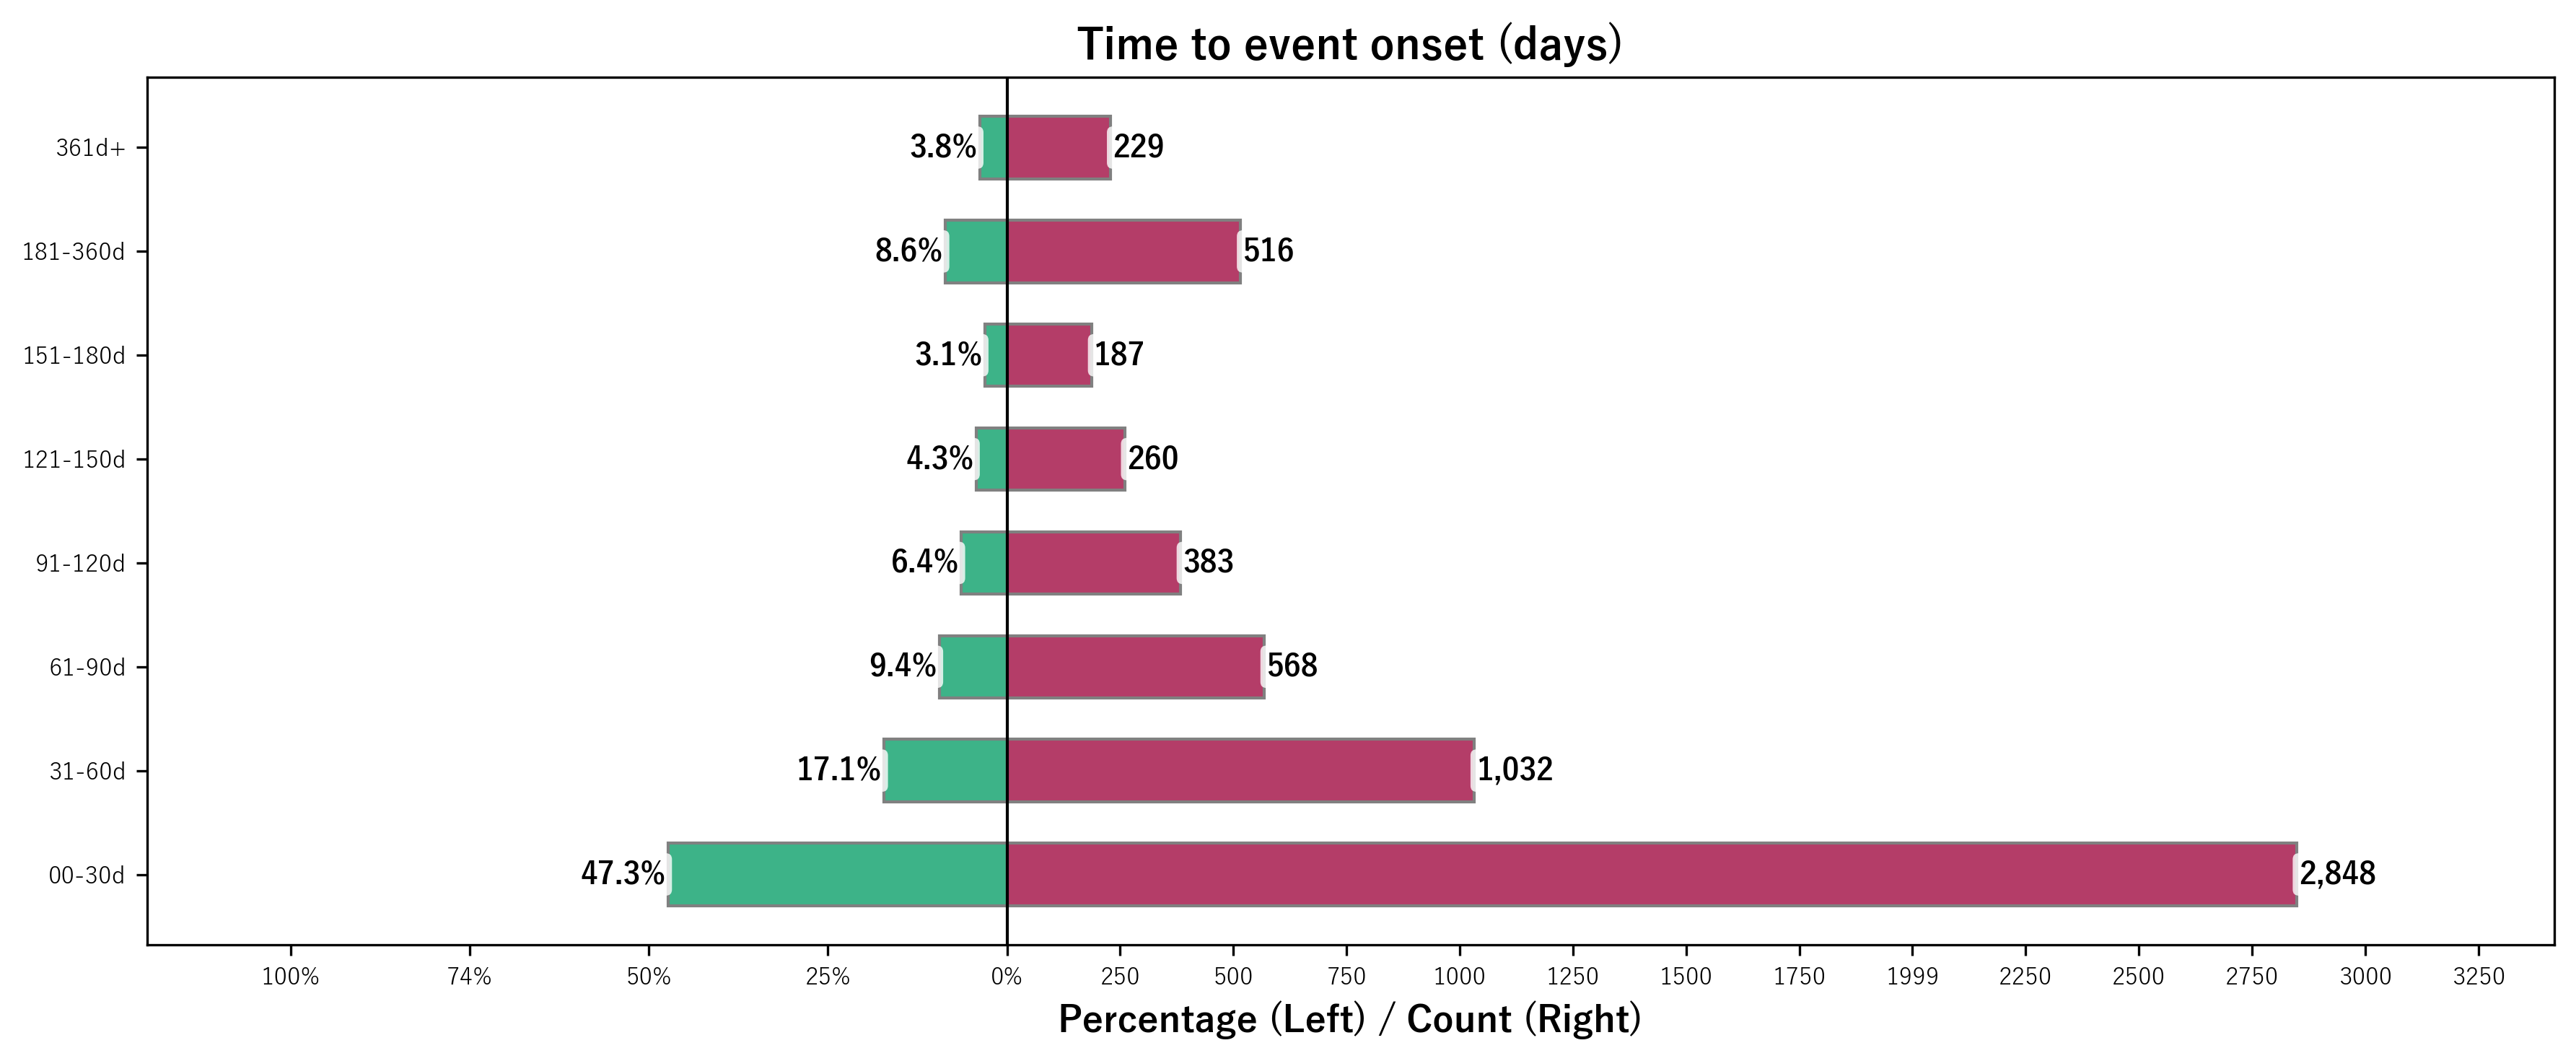 Time to event onset (days)
361d+ 3.8% 229
181-360d 8.6% 516
151-180d 3.1% 187
121-150d 4.3% 260
91-120d 6.4% 383
61-90d 9.4% 568
31-60d 17.1% 1,032
00-30d 47.3% 2,848
100% 74% 50% 25% 0% 250 500 750 1000 1250 1500 1750 1999 2250 2500 2750 3000 3250
Percentage (Left) / Count (Right)